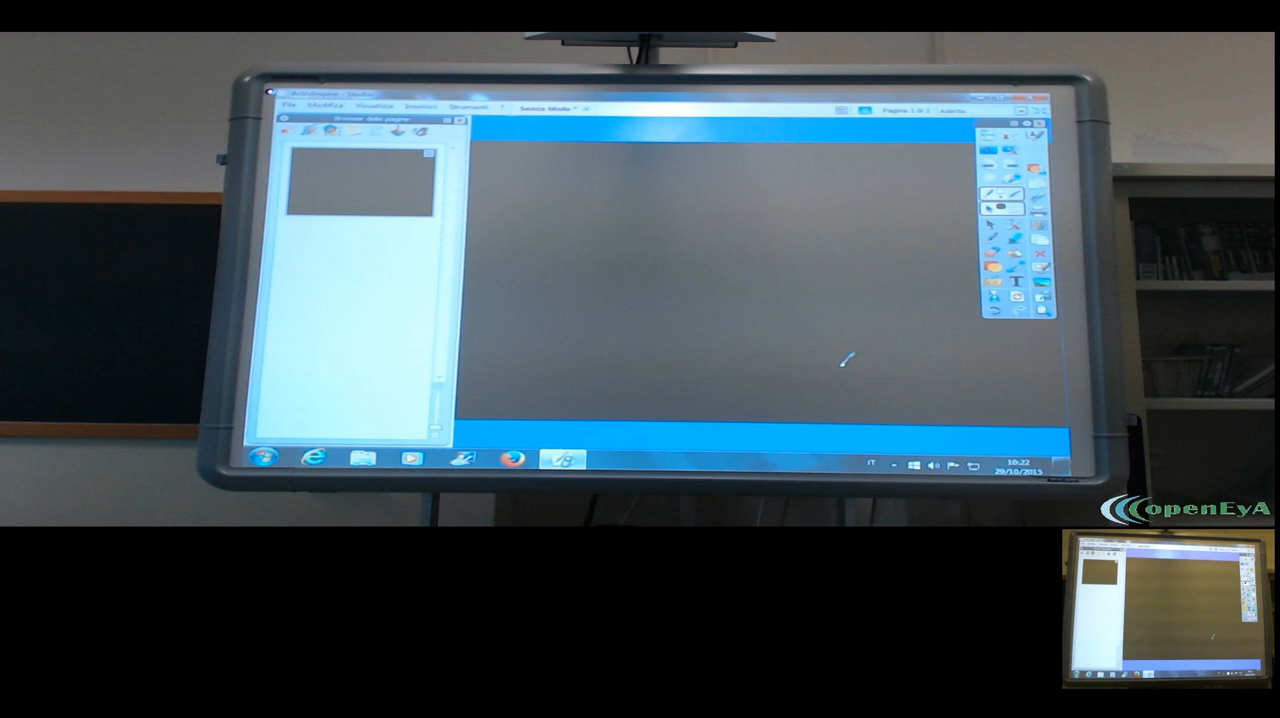 ActivInspire - Studio
File Modifica Visualizza Inserisci Strumenti ? Senza titolo * Pagina 1 di 1 Adatta
Browser delle pagine
T
IT
10:22
29/10/2015
openEyA